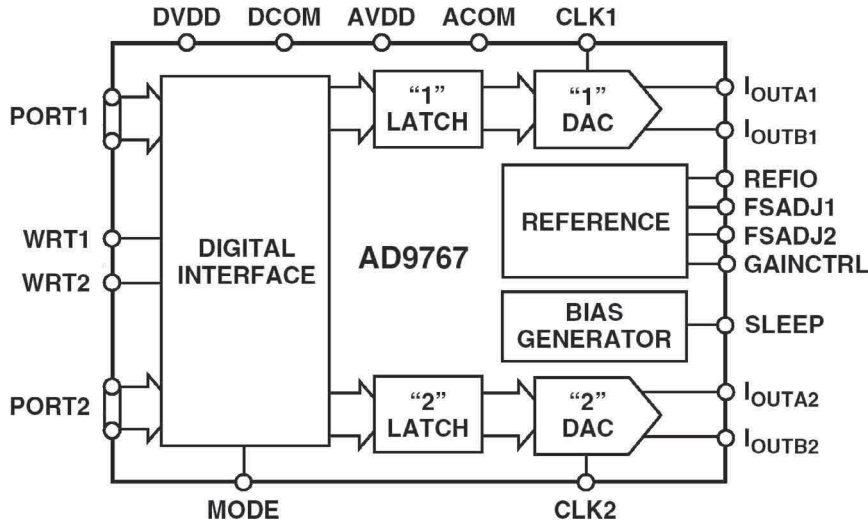 DVDD DCOM AVDD ACOM CLK1
PORT1
“1”
LATCH
“1”
DAC
IOUTA1
IOUTB1
REFERENCE
REFIO
FSADJ1
FSADJ2
GAINCTRL
WRT1
WRT2
DIGITAL
INTERFACE
AD9767
BIAS
GENERATOR
SLEEP
PORT2
“2”
LATCH
“2”
DAC
IOUTA2
IOUTB2
MODE CLK2